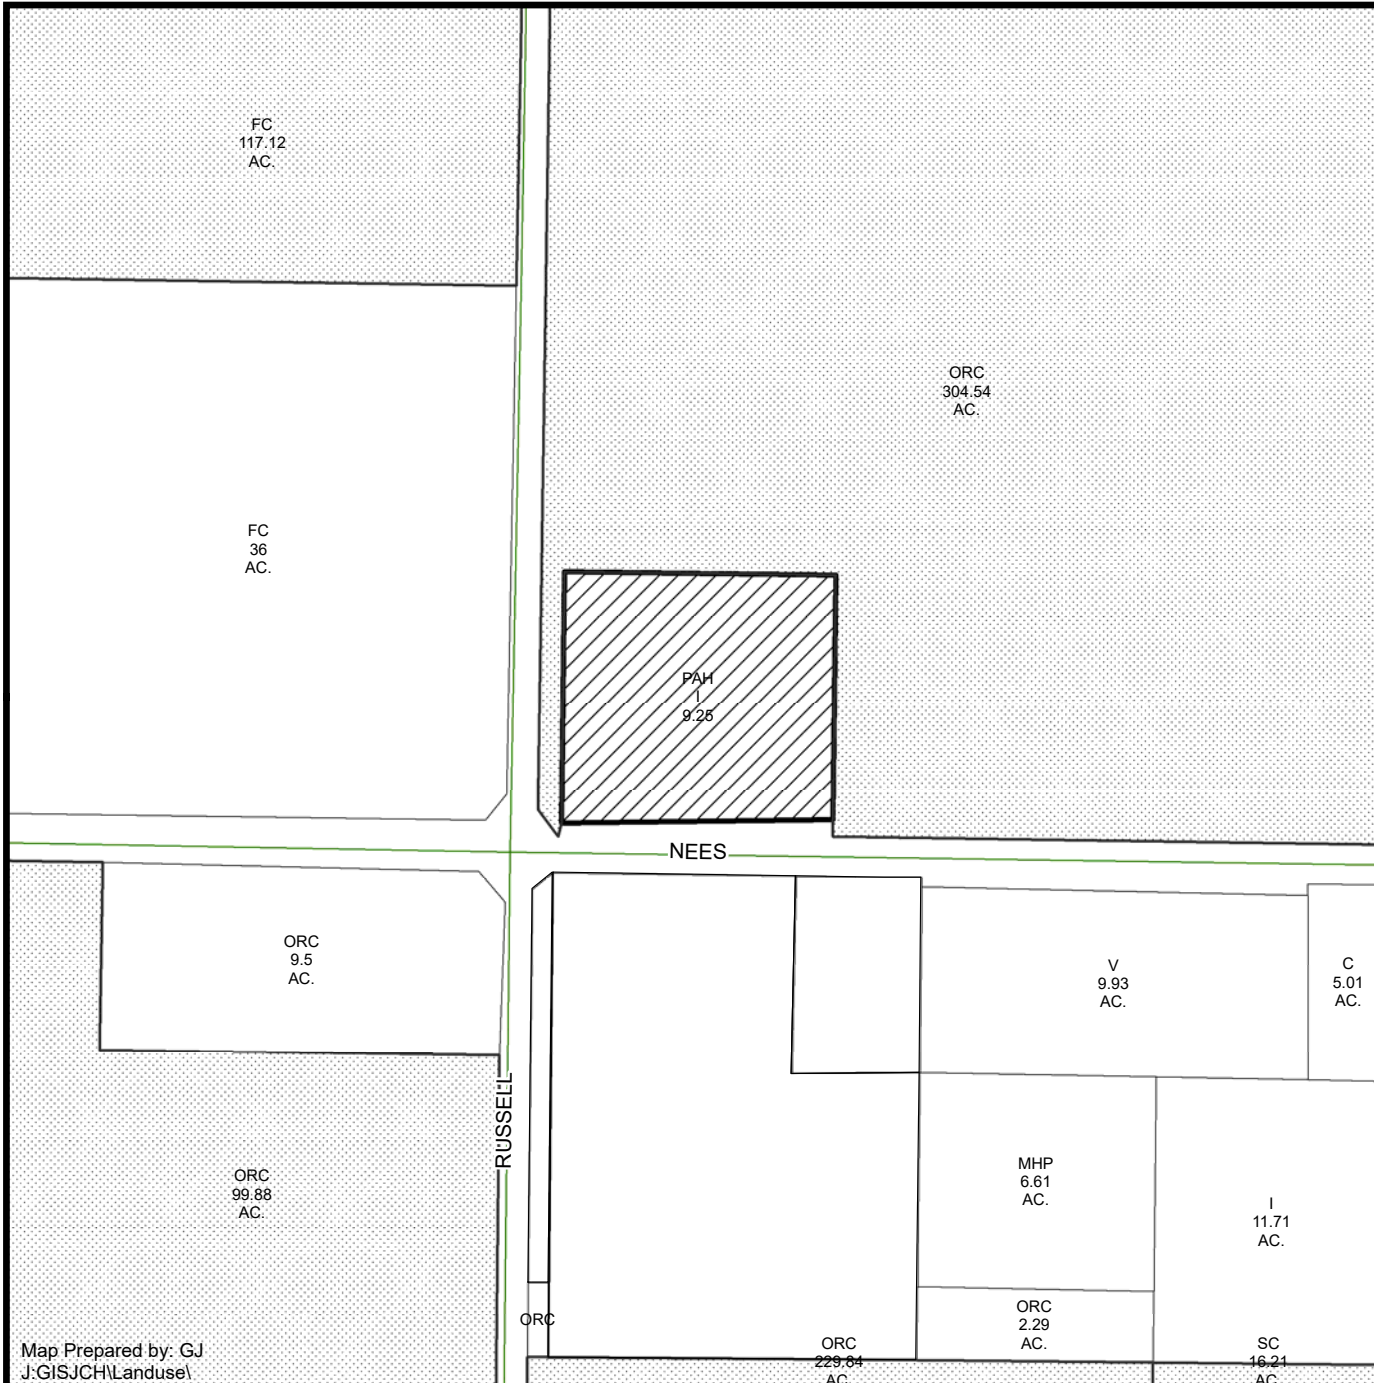 FC
117.12
AC.
ORC
304.54
AC.
FC
36
AC.
PAH
I
9.25
NEES
ORC
9.5
AC.
V
9.93
AC.
C
5.01
AC.
RUSSELL
ORC
99.88
AC.
MHP
6.61
AC.
I
11.71
AC.
ORC
ORC
2.29
AC.
ORC
229.84
AC.
SC
16.21
AC.
Map Prepared by: GJ
J:GISJCH\Landuse\